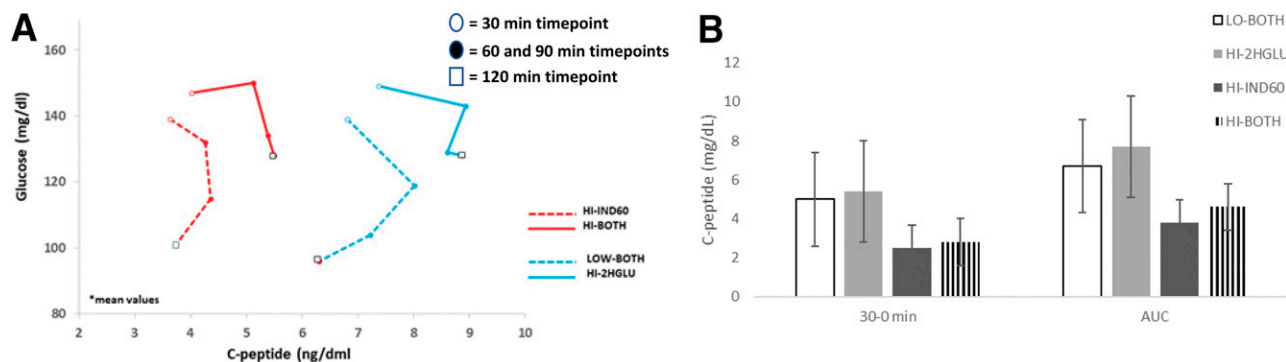 A
= 30 min timepoint
= 60 and 90 min timepoints
= 120 min timepoint
160
140
120
100
80
Glucose (mg/dl)
HI-IND60
HI-BOTH
LOW-BOTH
HI-2HGLU
*mean values
2 3 4 5 6 7 8 9 10
C-peptide (ng/dml
B
LO-BOTH
HI-2HGLU
HI-IND60
HI-BOTH
12
10
8
6
4
2
0
C-peptide (mg/dL)
30-0 min AUC